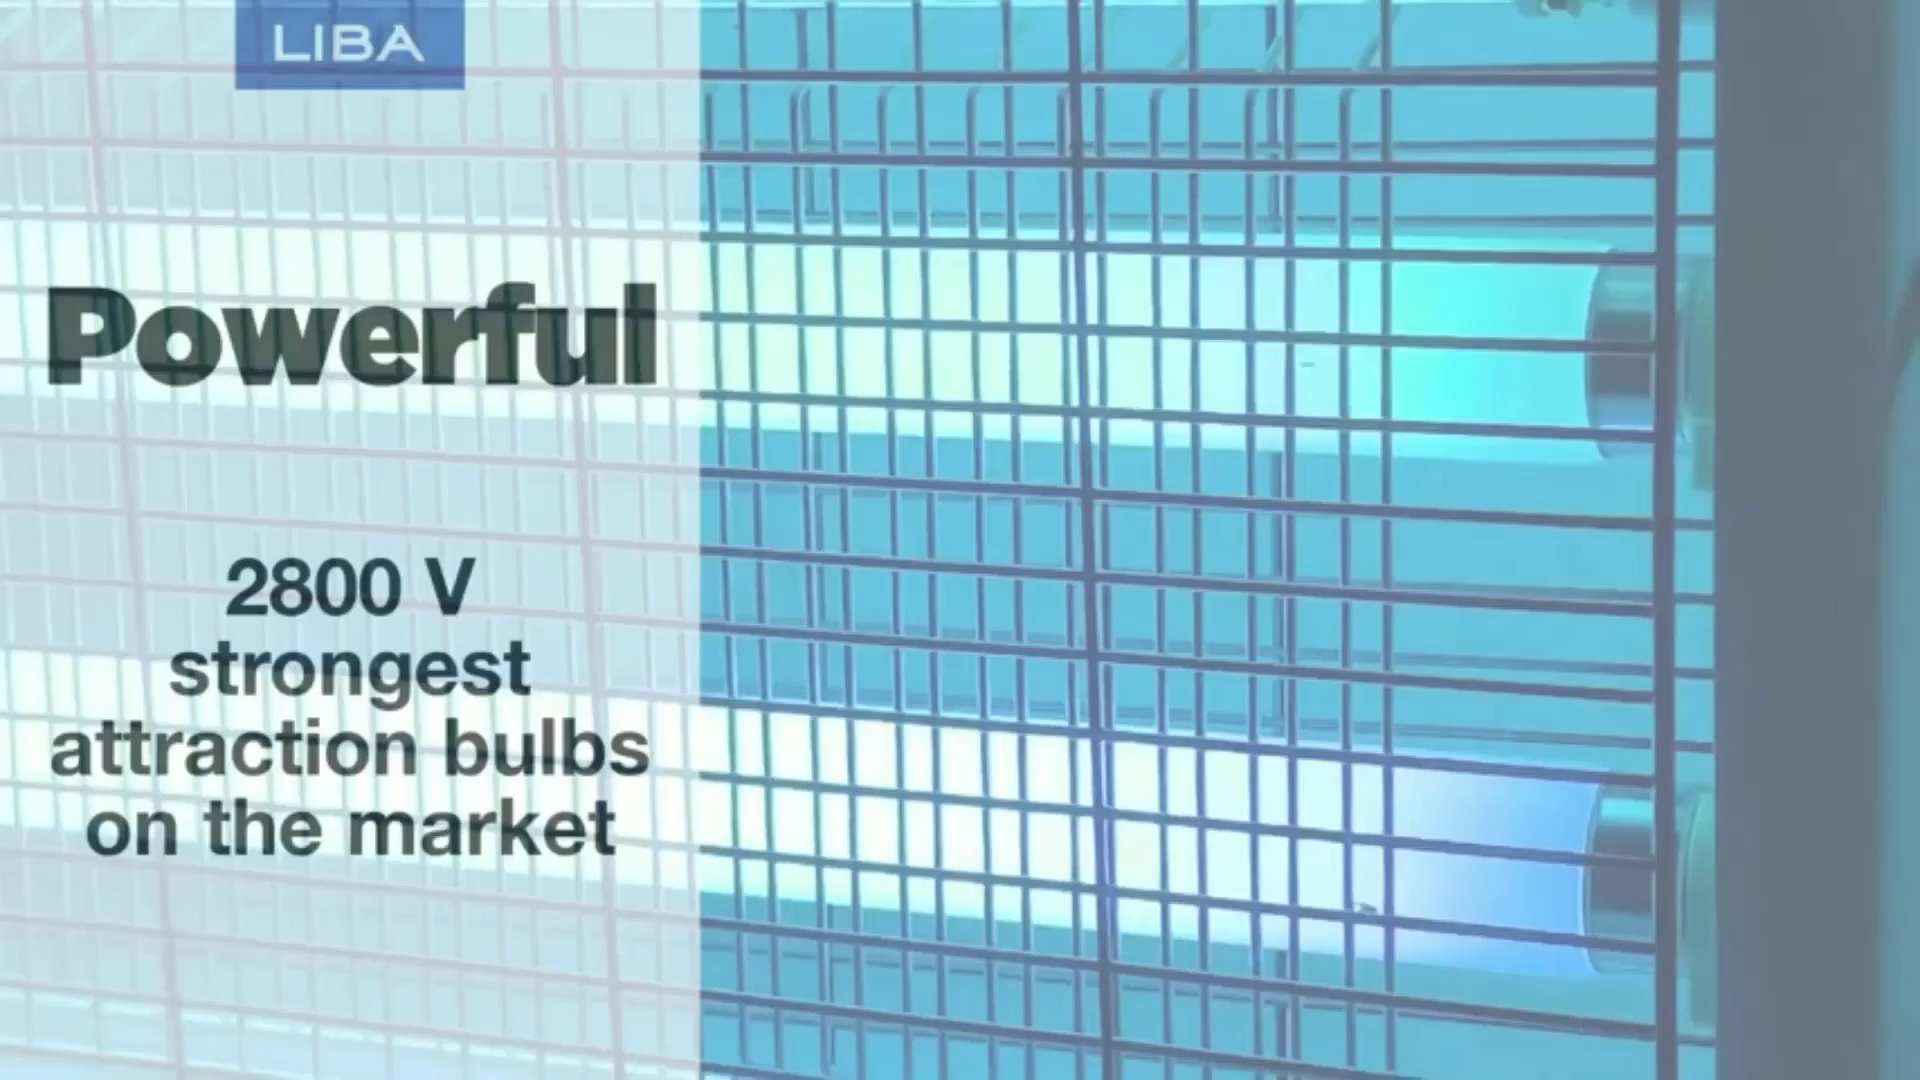 LIBA
Powerful
2800 V
strongest
attraction bulbs
on the market